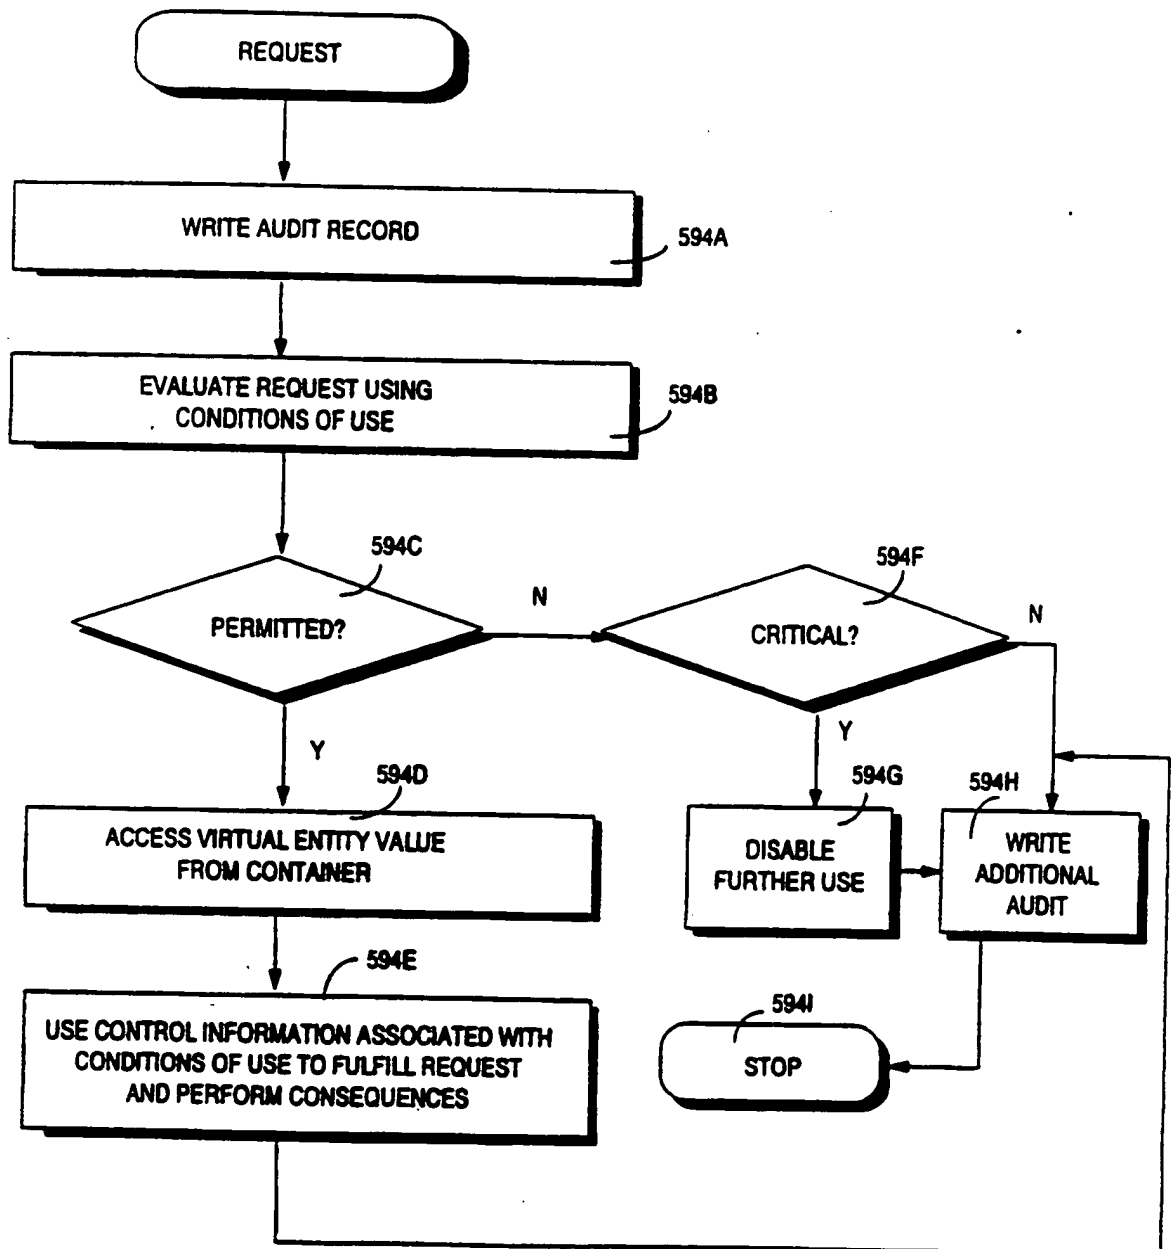 REQUEST
WRITE AUDIT RECORD
594A
EVALUATE REQUEST USING
CONDITIONS OF USE
594B
594C
PERMITTED?
N
Y
594F
CRITICAL?
N
Y
594D
ACCESS VIRTUAL ENTITY VALUE
FROM CONTAINER
594G
DISABLE
FURTHER USE
594H
WRITE
ADDITIONAL
AUDIT
594E
USE CONTROL INFORMATION ASSOCIATED WITH
CONDITIONS OF USE TO FULFILL REQUEST
AND PERFORM CONSEQUENCES
594I
STOP